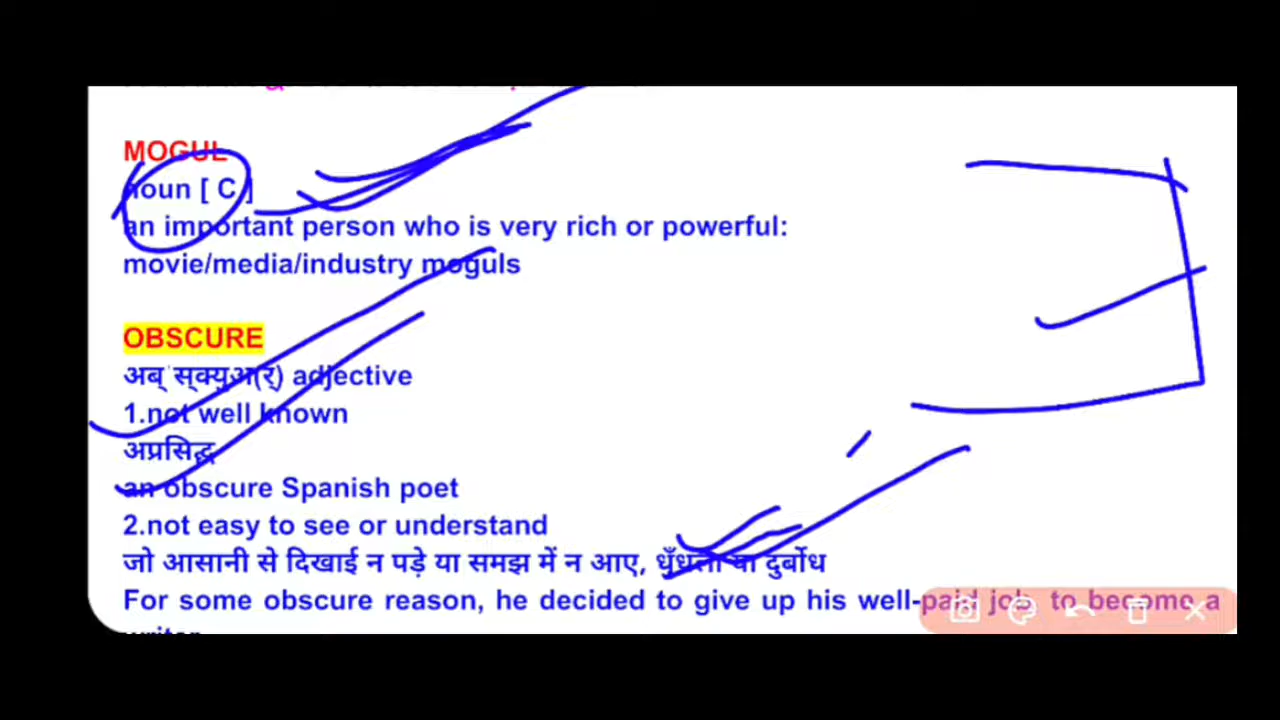 MOGUL
noun [ C ]
an important person who is very rich or powerful:
movie/media/industry moguls
OBSCURE
अब्'स्क्युअ(र्) adjective
1.not well known
अप्रसिद्ध
an obscure Spanish poet
2.not easy to see or understand
जो आसानी से दिखाई न पड़े या समझ में न आए, धुँधला या दुर्बोध
For some obscure reason, he decided to give up his well-paid job to become a
writer